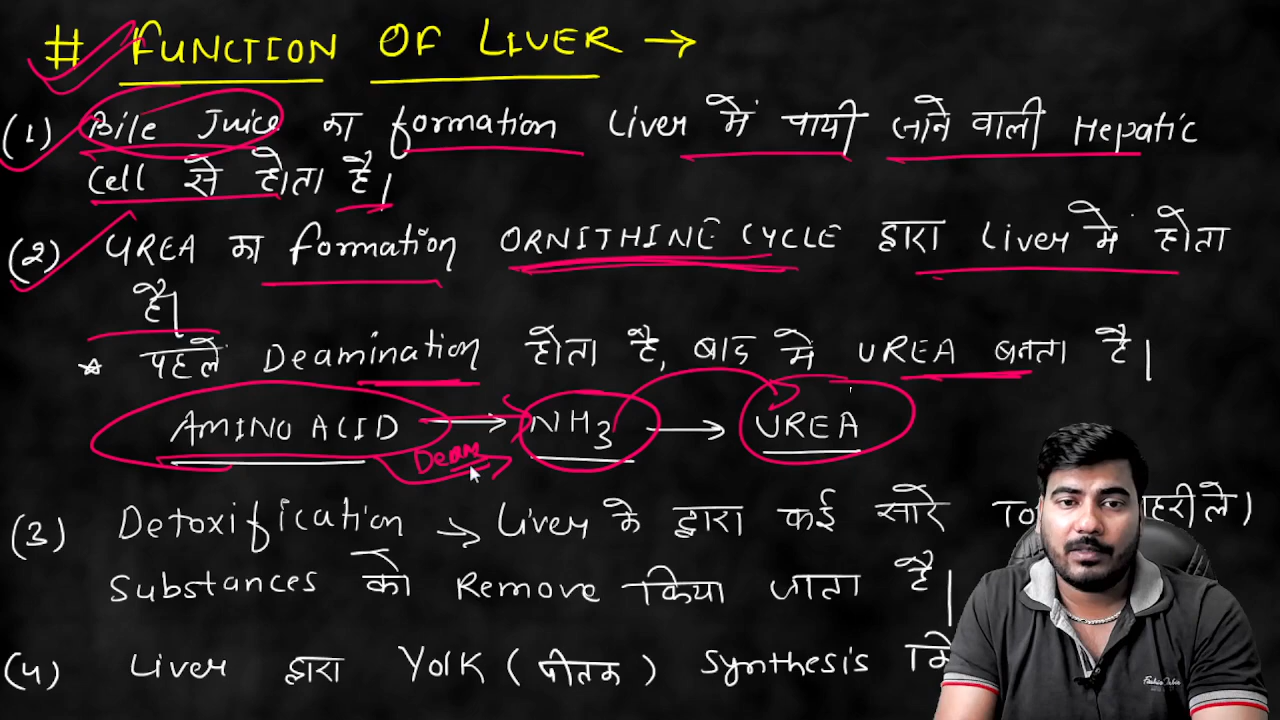 # FUNCTION OF LIVER →
(1) Bile Juice का formation Liver में पायी जाने वाली Hepatic
Cell से होता है।
(2) UREA का formation ORNITHINE CYCLE द्वारा Liver में होता
है।
* पहले Deamination होता है, बाद में UREA बनता है।
AMINO ACID → NH3 → UREA
Deam
(3) Detoxification → Liver के द्वारा कई सारे
Substances को Remove किया जाता है।
(4) Liver द्वारा Yolk (पीतक) Synthesis